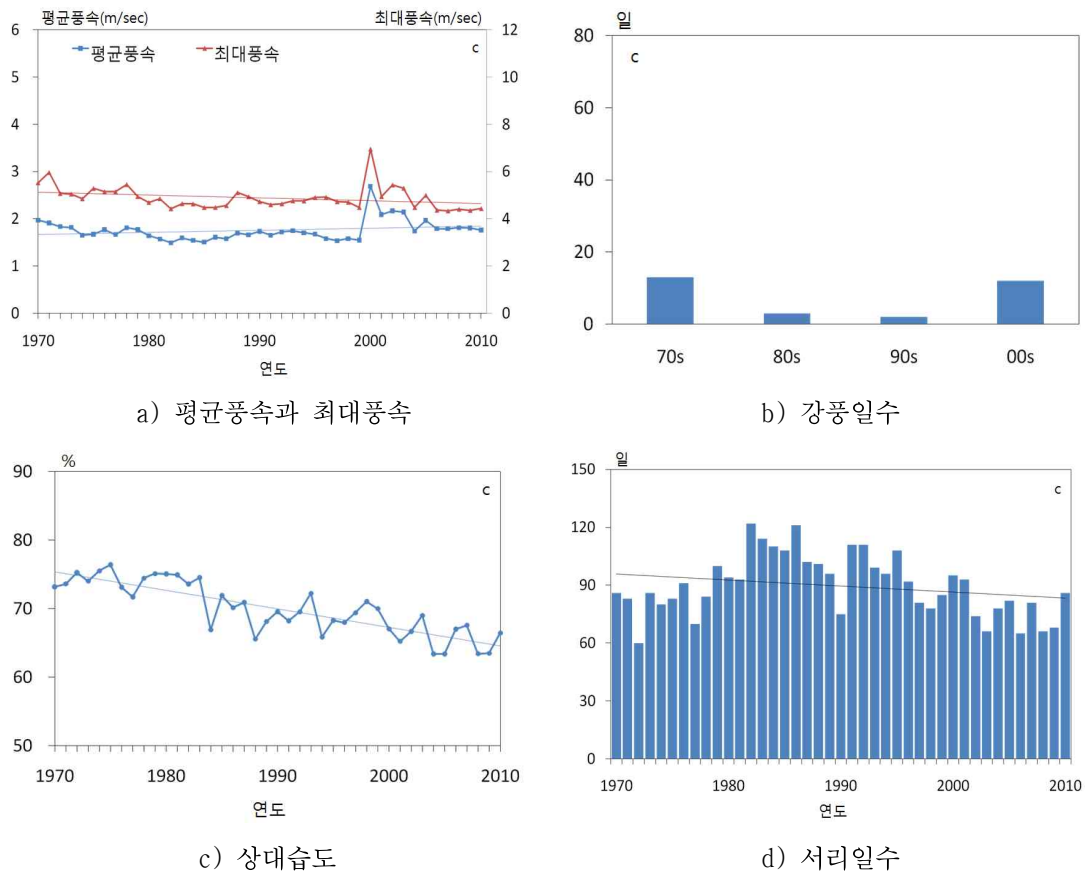 평균풍속(m/sec) 최대풍속(m/sec)
6 12
평균풍속 최대풍속 c
5 10
4 8
3 6
2 4
1 2
0 0
1970 1980 1990 2000 2010
연도
a) 평균풍속과 최대풍속
일
80
c
60
40
20
0
70s 80s 90s 00s
b) 강풍일수
%
90
c
80
70
60
50
1970 1980 1990 2000 2010
연도
c) 상대습도
일
150
c
120
90
60
30
0
1970 1980 1990 2000 2010
연도
d) 서리일수